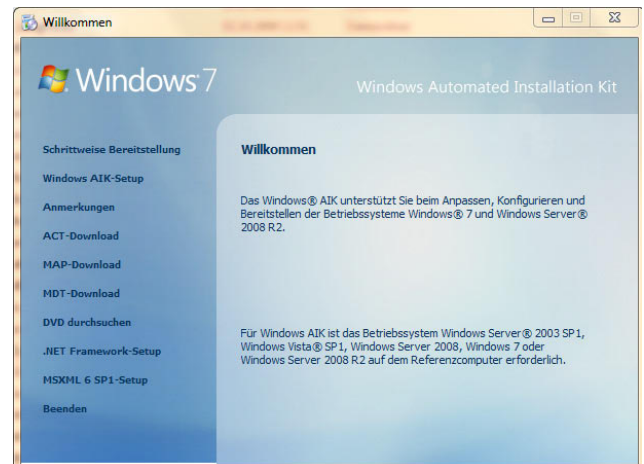 Willkommen
Windows 7
Windows Automated Installation Kit
Schrittweise Bereitstellung
Windows AIK-Setup
Anmerkungen
ACT-Download
MAP-Download
MDT-Download
DVD durchsuchen
.NET Framework-Setup
MSXML 6 SP1-Setup
Beenden
Willkommen
Das Windows® AIK unterstützt Sie beim Anpassen, Konfigurieren und
Bereitstellen der Betriebssysteme Windows® 7 und Windows Server®
2008 R2.
Für Windows AIK ist das Betriebssystem Windows Server® 2003 SP1,
Windows Vista® SP1, Windows Server 2008, Windows 7 oder
Windows Server 2008 R2 auf dem Referenzcomputer erforderlich.